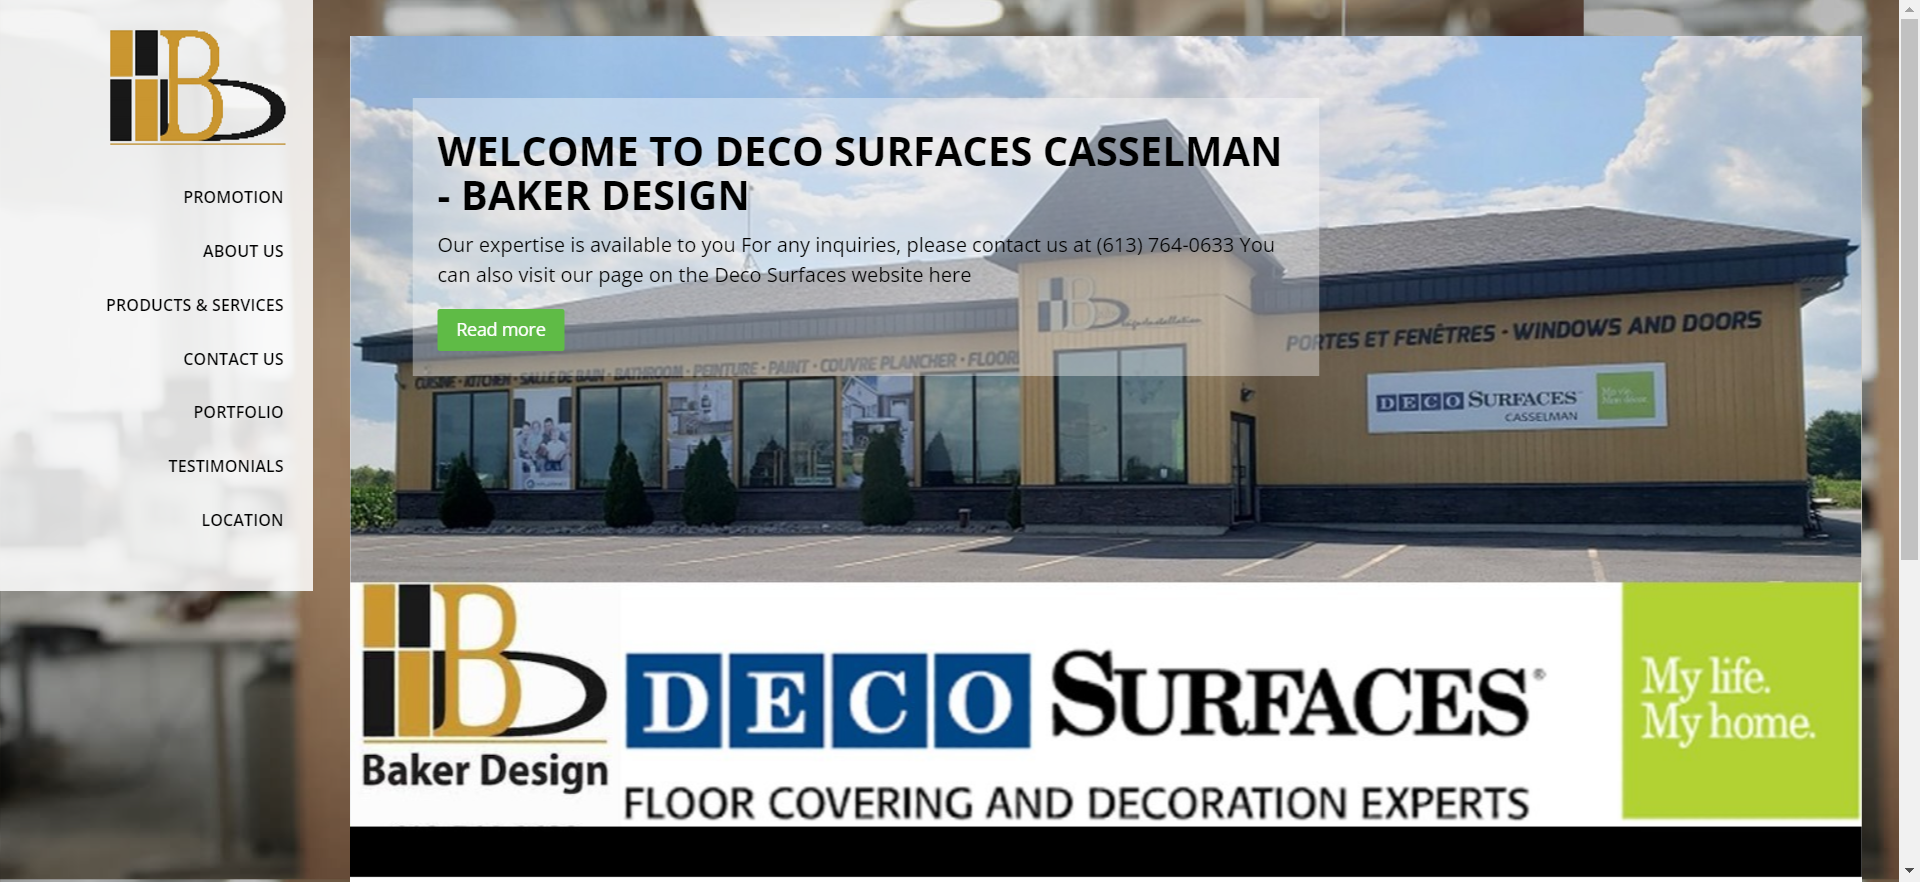 PROMOTION
ABOUT US
PRODUCTS & SERVICES
CONTACT US
PORTFOLIO
TESTIMONIALS
LOCATION
WELCOME TO DECO SURFACES CASSELMAN
- BAKER DESIGN
Our expertise is available to you For any inquiries, please contact us at (613) 764-0633 You
can also visit our page on the Deco Surfaces website here
Read more
CUISINE · KITCHEN · SALLE DE BAIN · BATHROOM · PEINTURE · PAINT · COUVRE PLANCHER · FLOOR
PORTES ET FENÊTRES · WINDOWS AND DOORS
DECO SURFACES
CASSELMAN
B
Baker Design
DECO SURFACES®
FLOOR COVERING AND DECORATION EXPERTS
My life.
My home.